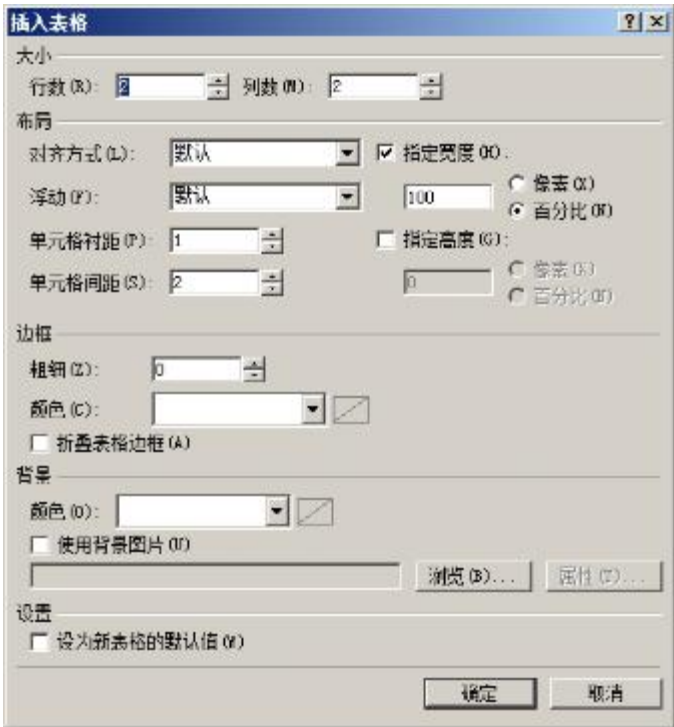 插入表格
大小
行数(R): 2 列数(M): 2
布局
对齐方式(L): 默认 指定宽度(H):
浮动(F): 默认 100 像素(X)
百分比(N)
单元格衬距(P): 1 指定高度(G):
单元格间距(S): 2 0 像素
百分比
边框
粗细(Z): 0
颜色(C):
折叠表格边框(A)
背景
颜色(O):
使用背景图片(U)
浏览(B)... 属性(T)...
设置
设为新表格的默认值
确定 取消